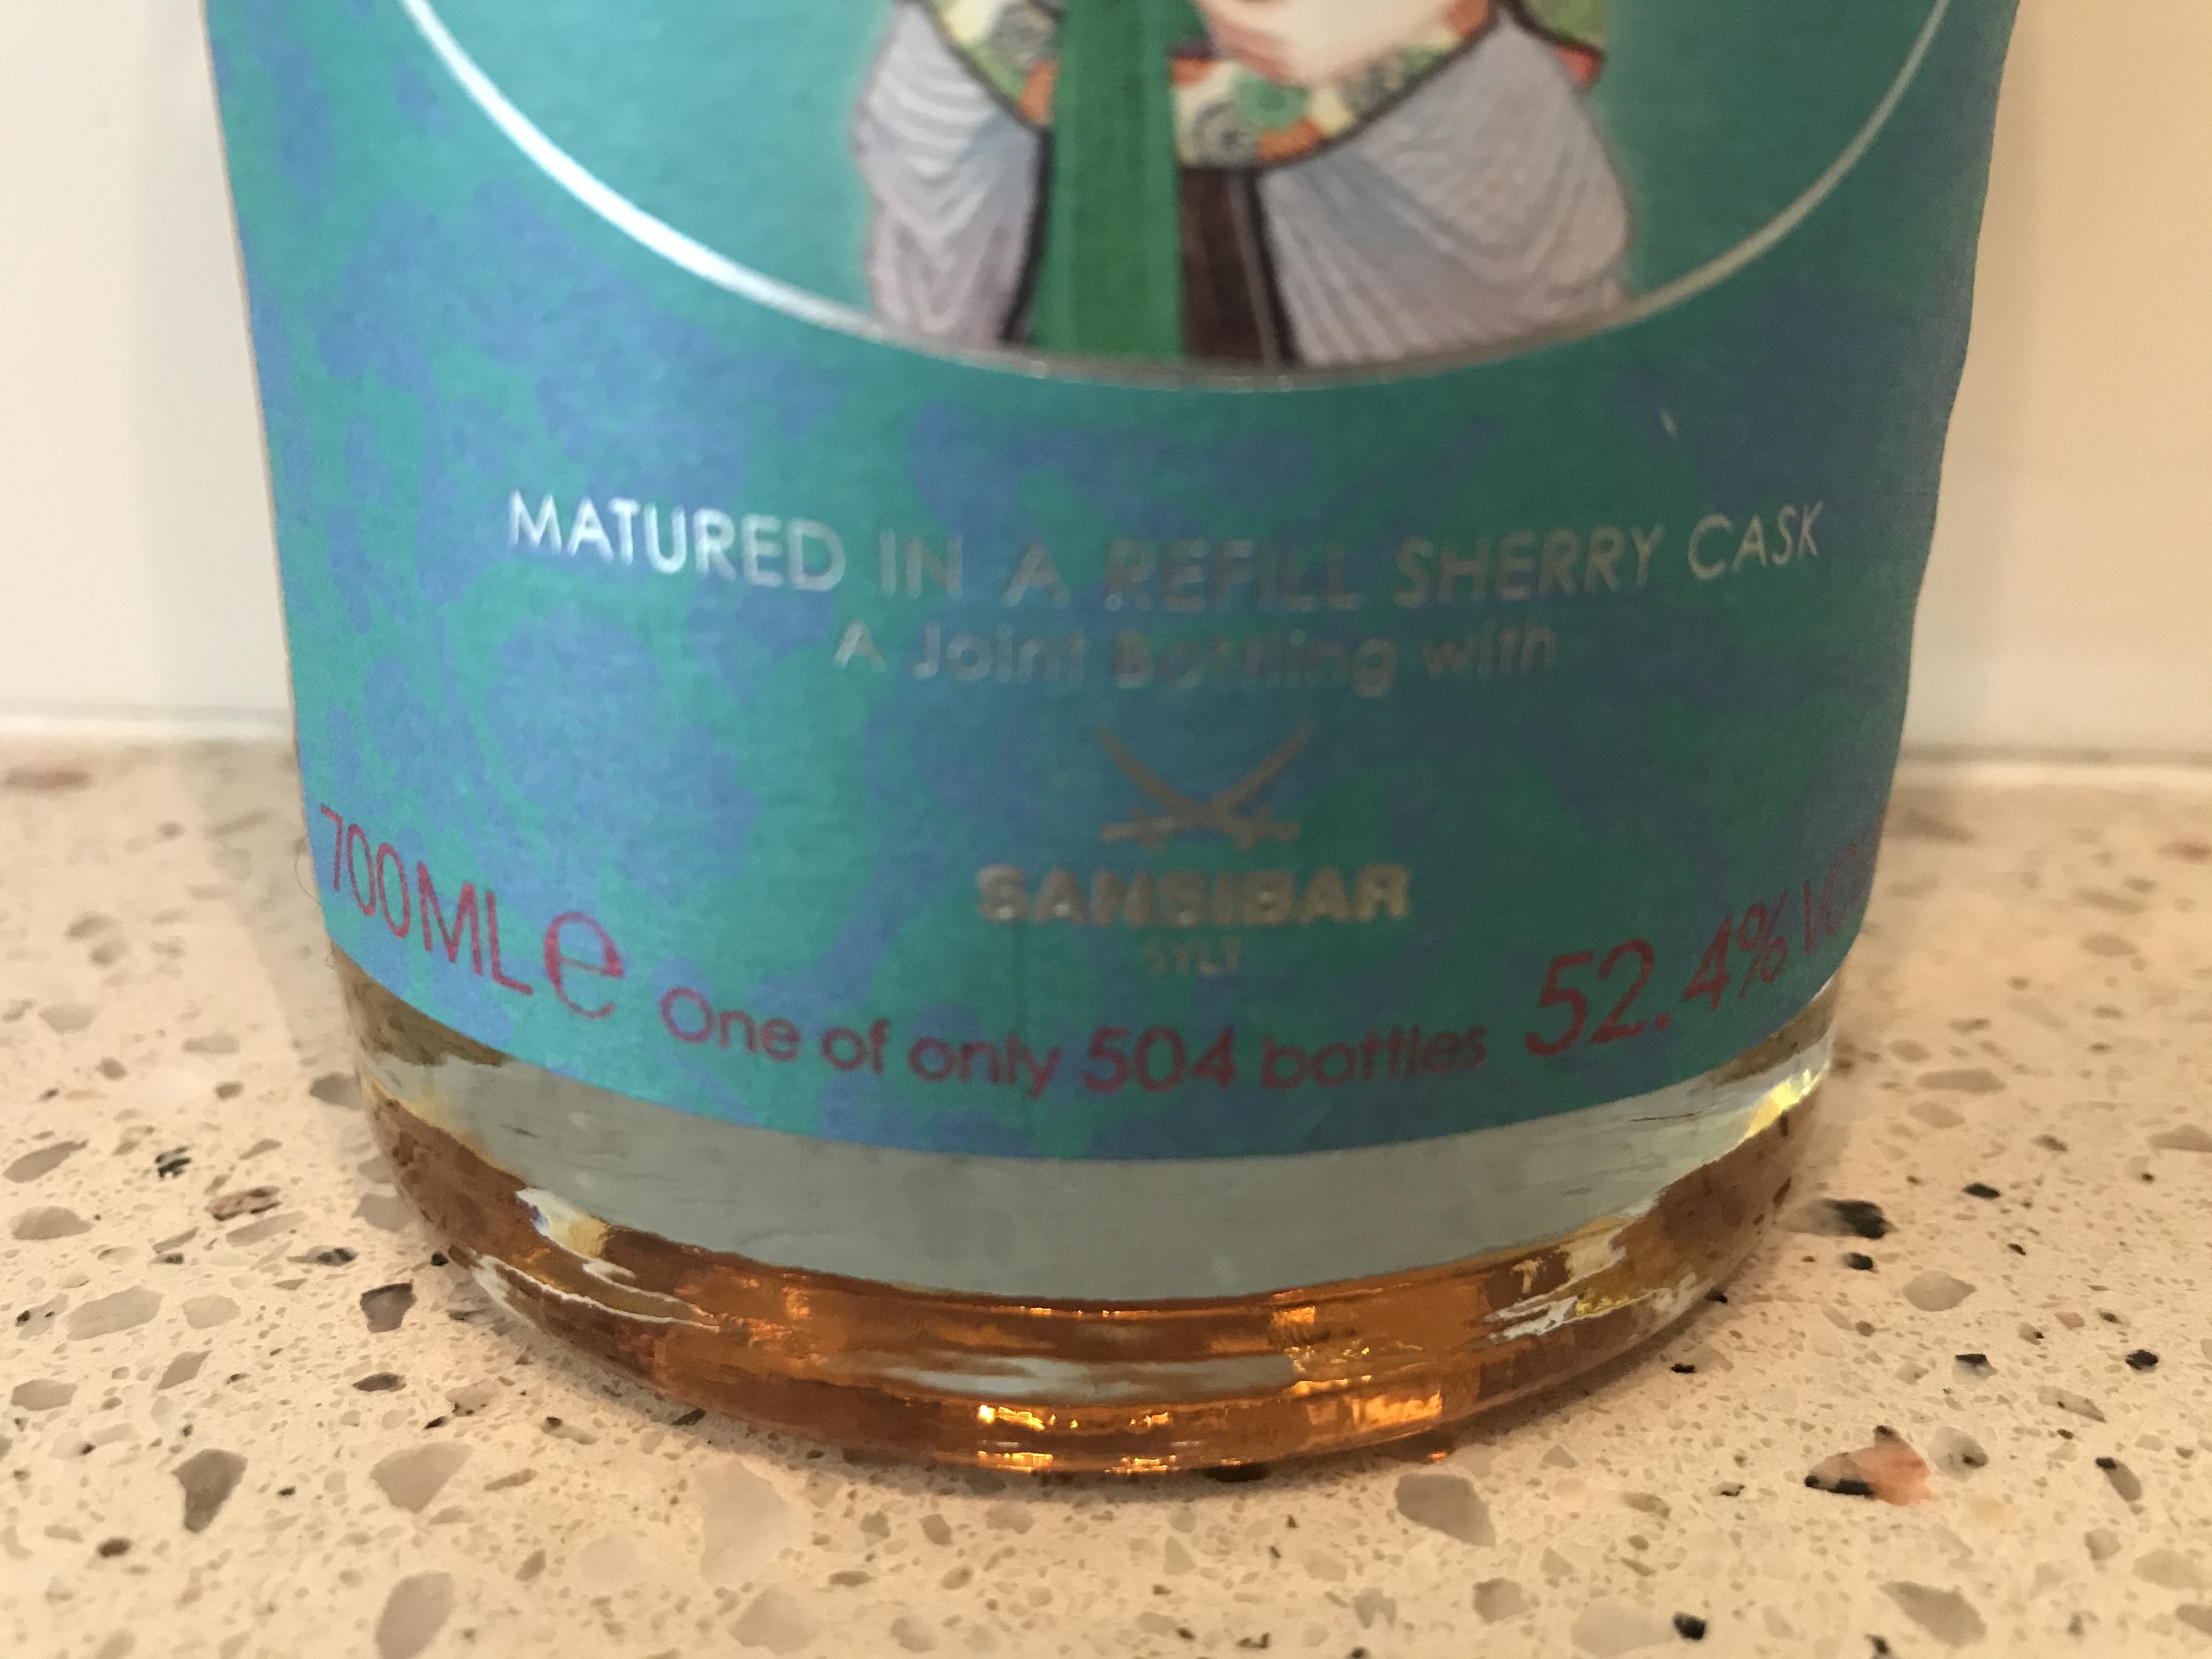 MATURED IN A REFILL SHERRY CASK
A Joint Bottling with
SANSIBAR
SYLT
700ML e One of only 504 bottles 52.4%